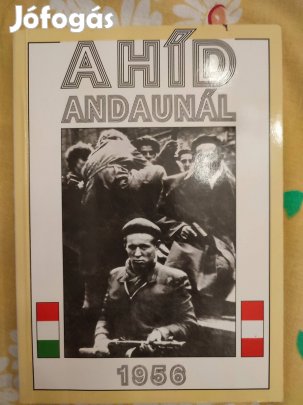 Jófogás
A HÍD
ANDAUNÁL
1956